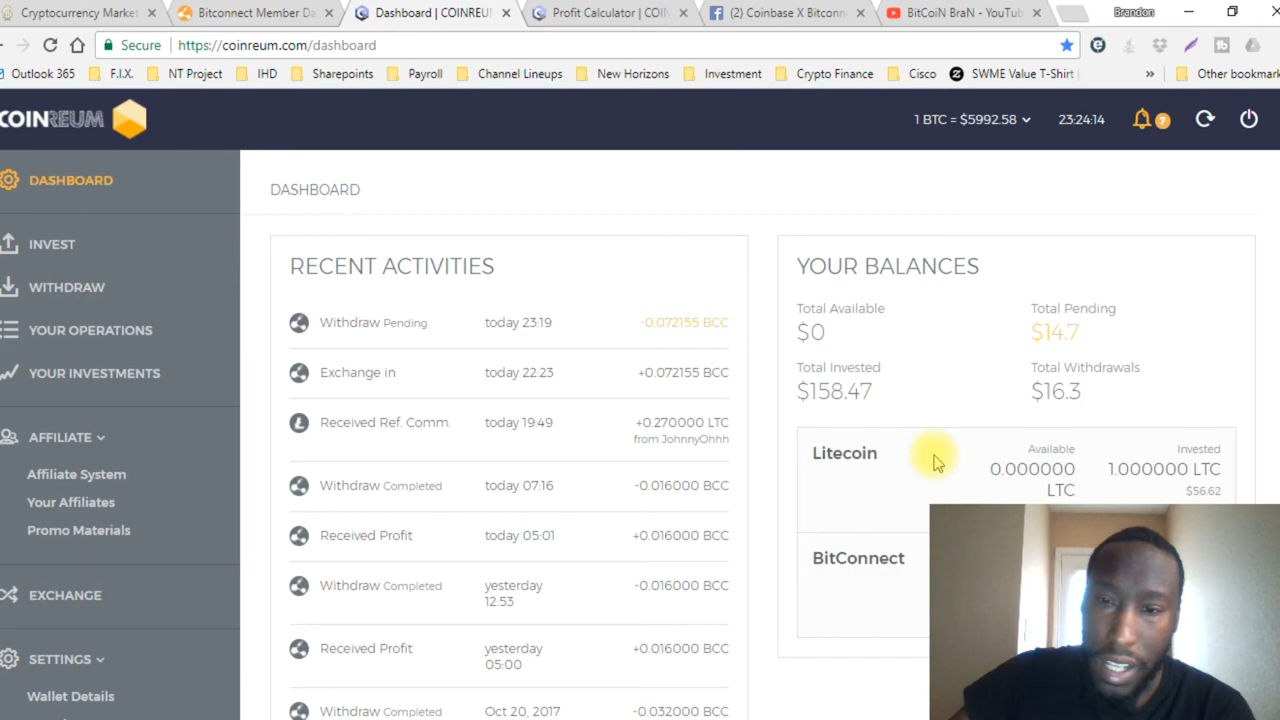 Cryptocurrency Market
Bitconnect Member Da
Dashboard | COINREU
Profit Calculator | COIN
(2) Coinbase X Bitconn
BitCoiN BraN - YouTub
Brandon
Secure
https://coinreum.com/dashboard
Outlook 365
F.I.X.
NT Project
IHD
Sharepoints
Payroll
Channel Lineups
New Horizons
Investment
Crypto Finance
Cisco
SWME Value T-Shirt
»
Other bookmark
COINREUM
1 BTC = $5992.58
23:24:14
7
DASHBOARD
INVEST
WITHDRAW
YOUR OPERATIONS
YOUR INVESTMENTS
AFFILIATE
Affiliate System
Your Affiliates
Promo Materials
EXCHANGE
SETTINGS
Wallet Details
DASHBOARD
RECENT ACTIVITIES
Withdraw Pending today 23:19 -0.072155 BCC
Exchange in today 22:23 +0.072155 BCC
Received Ref. Comm. today 19:49 +0.270000 LTC
from JohnnyOhhh
Withdraw Completed today 07:16 -0.016000 BCC
Received Profit today 05:01 +0.016000 BCC
Withdraw Completed yesterday -0.016000 BCC
12:53
Received Profit yesterday +0.016000 BCC
05:00
Withdraw Completed Oct 20, 2017 -0.032000 BCC
YOUR BALANCES
Total Available Total Pending
$0 $14.7
Total Invested Total Withdrawals
$158.47 $16.3
Litecoin
Available Invested
0.000000 1.000000 LTC
LTC $56.62
BitConnect